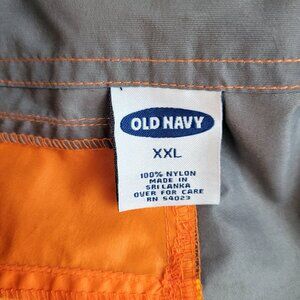 OLD NAVY
XXL
100% NYLON
MADE IN
SRI LANKA
OVER FOR CARE
RN 54023